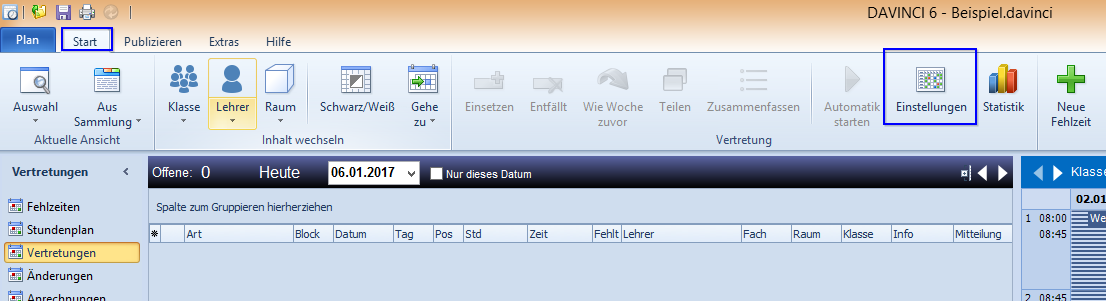 DAVINCI 6 - Beispiel.davinci
Plan Start Publizieren Extras Hilfe
Auswahl Aus Sammlung
Aktuelle Ansicht
Klasse Lehrer Raum Schwarz/Weiß Gehe zu
Inhalt wechseln
Einsetzen Entfällt Wie Woche zuvor Teilen Zusammenfassen Automatik starten Einstellungen Statistik
Vertretung
Neue Fehlzeit
Vertretungen
Fehlzeiten
Stundenplan
Vertretungen
Änderungen
Anrechnungen
Offene: 0 Heute 06.01.2017 Nur dieses Datum
Spalte zum Gruppieren hierherziehen
Art Block Datum Tag Pos Std Zeit Fehlt Lehrer Fach Raum Klasse Info Mitteilung
Klasse
02.01
1 08:00 We
08:45
2 08:45